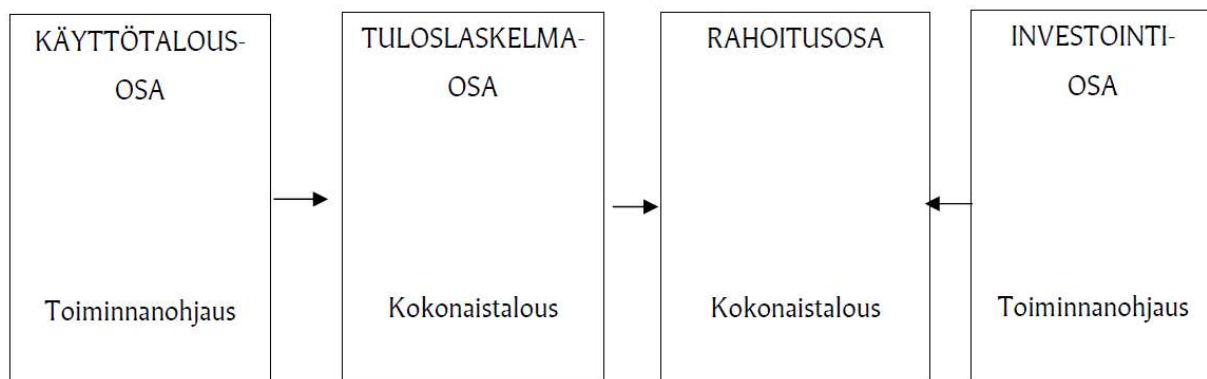 KÄYTTÖTALOUS-
OSA
Toiminnanohjaus
TULOSLASKELMA-
OSA
Kokonaistalous
RAHOITUSOSA
Kokonaistalous
INVESTOINTI-
OSA
Toiminnanohjaus